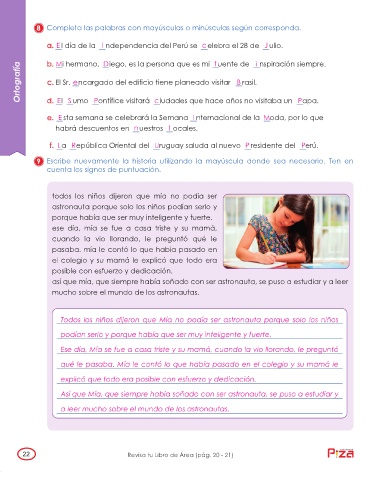 8 Completa las palabras con mayúsculas o minúsculas según corresponda.
a. El día de la Independencia del Perú se celebra el 28 de Julio.
b. Mi hermano, Diego, es la persona que es mi fuente de inspiración siempre.
c. El Sr. encargado del edificio tiene planeado visitar Brasil.
d. El Sumo Pontífice visitará ciudades que hace años no visitaba un Papa.
e. Esta semana se celebrará la Semana Internacional de la Moda, por lo que
habrá descuentos en nuestros Locales.
f. La República Oriental del Uruguay saluda al nuevo Presidente del Perú.
Ortografía
9 Escribe nuevamente la historia utilizando la mayúscula donde sea necesario. Ten en
cuenta los signos de puntuación.
todos los niños dijeron que mía no podía ser
astronauta porque solo los niños podían serlo y
porque había que ser muy inteligente y fuerte.
ese día, mía se fue a casa triste y su mamá,
cuando la vio llorando, le preguntó qué le
pasaba. mía le contó lo que había pasado en
el colegio y su mamá le explicó que todo era
posible con esfuerzo y dedicación.
así que mía, que siempre había soñado con ser astronauta, se puso a estudiar y a leer
mucho sobre el mundo de los astronautas.
Todos los niños dijeron que Mía no podía ser astronauta porque solo los niños
podían serlo y porque había que ser muy inteligente y fuerte.
Ese día, Mía se fue a casa triste y su mamá, cuando la vio llorando, le preguntó
qué le pasaba. Mía le contó lo que había pasado en el colegio y su mamá le
explicó que todo era posible con esfuerzo y dedicación.
Así que Mía, que siempre había soñado con ser astronauta, se puso a estudiar y
a leer mucho sobre el mundo de los astronautas.
22
Revisa tu Libro de Área (pág. 20 - 21)